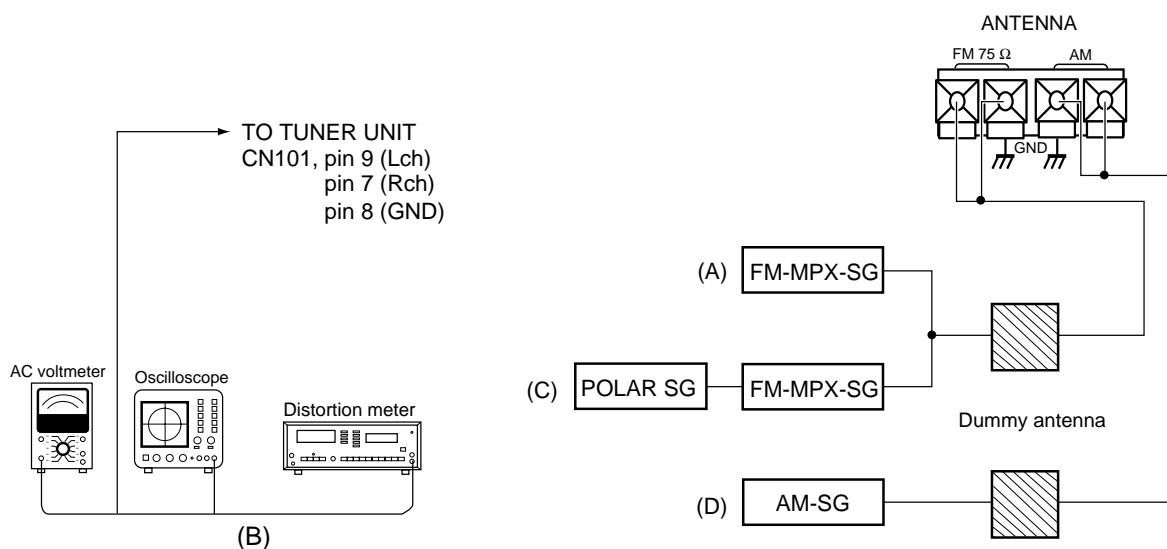 ANTENNA
FM 75 Ω
AM
GND
TO TUNER UNIT
CN101, pin 9 (Lch)
pin 7 (Rch)
pin 8 (GND)
AC voltmeter
Oscilloscope
Distortion meter
(B)
(A)
FM-MPX-SG
(C)
POLAR SG
FM-MPX-SG
Dummy antenna
(D)
AM-SG